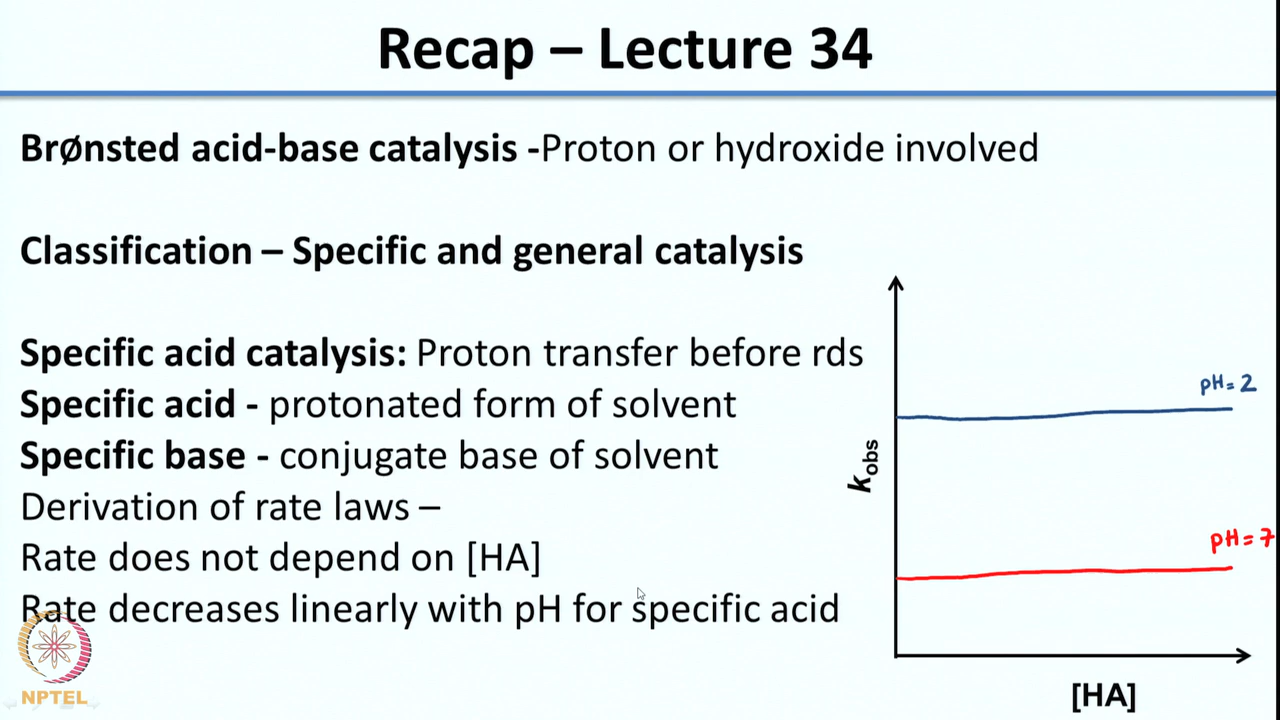 Recap – Lecture 34
Brønsted acid-base catalysis -Proton or hydroxide involved
Classification – Specific and general catalysis
Specific acid catalysis: Proton transfer before rds
Specific acid - protonated form of solvent
Specific base - conjugate base of solvent
Derivation of rate laws –
Rate does not depend on [HA]
Rate decreases linearly with pH for specific acid
pH=2
kobs
pH=7
[HA]
NPTEL